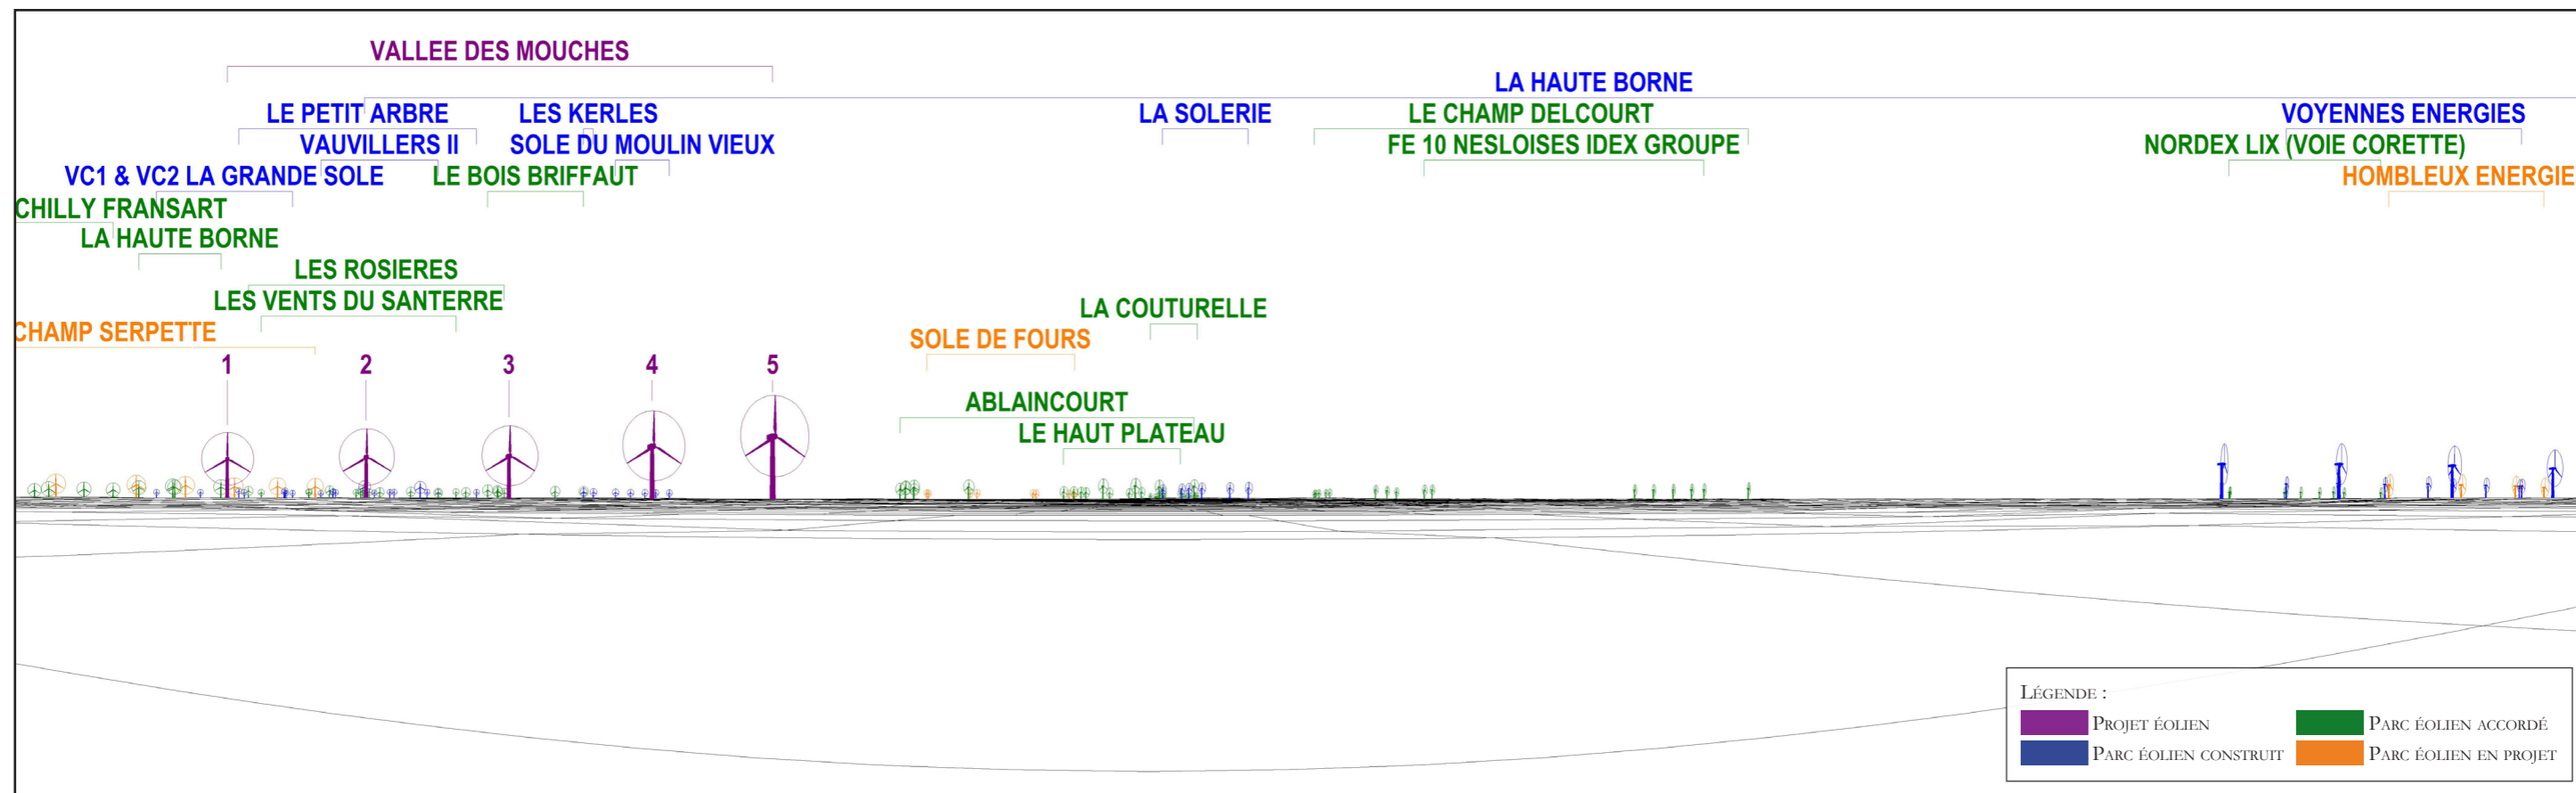 VALLEE DES MOUCHES
LA HAUTE BORNE
LE PETIT ARBRE LES KERLES LA SOLERIE LE CHAMP DELCOURT VOYENNES ENERGIES
VAUVILLERS II SOLE DU MOULIN VIEUX FE 10 NESLOISES IDEX GROUPE NORDEX LIX (VOIE CORETTE)
VC1 & VC2 LA GRANDE SOLE LE BOIS BRIFFAUT HOMBLEUX ENERGIE
CHILLY FRANSART
LA HAUTE BORNE
LES ROSIERES
LES VENTS DU SANTERRE LA COUTURELLE
CHAMP SERPETTE SOLE DE FOURS
1 2 3 4 5
ABLAINCOURT
LE HAUT PLATEAU
LÉGENDE :
PROJET ÉOLIEN PARC ÉOLIEN ACCORDÉ
PARC ÉOLIEN CONSTRUIT PARC ÉOLIEN EN PROJET